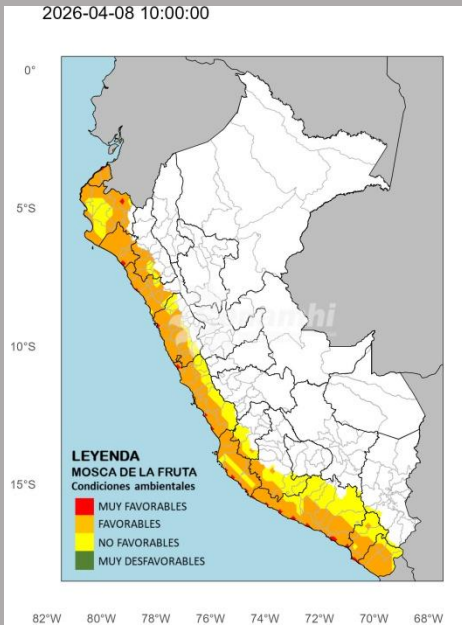 2026-04-08 10:00:00
0°
5°S
10°S
15°S
senamhi
LEYENDA
MOSCA DE LA FRUTA
Condiciones ambientales
MUY FAVORABLES
FAVORABLES
NO FAVORABLES
MUY DESFAVORABLES
82°W 80°W 78°W 76°W 74°W 72°W 70°W 68°W